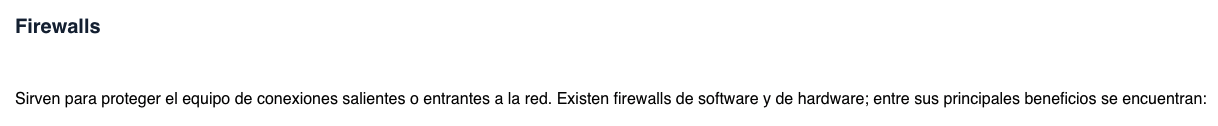 Firewalls
Sirven para proteger el equipo de conexiones salientes o entrantes a la red. Existen firewalls de software y de hardware; entre sus principales beneficios se encuentran: